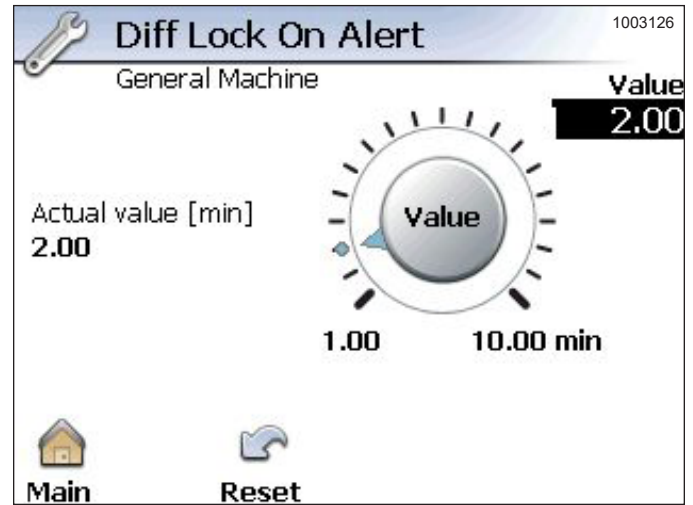 Diff Lock On Alert
1003126
General Machine
Value
2.00
Actual value [min]
2.00
Value
1.00
10.00 min
Main
Reset